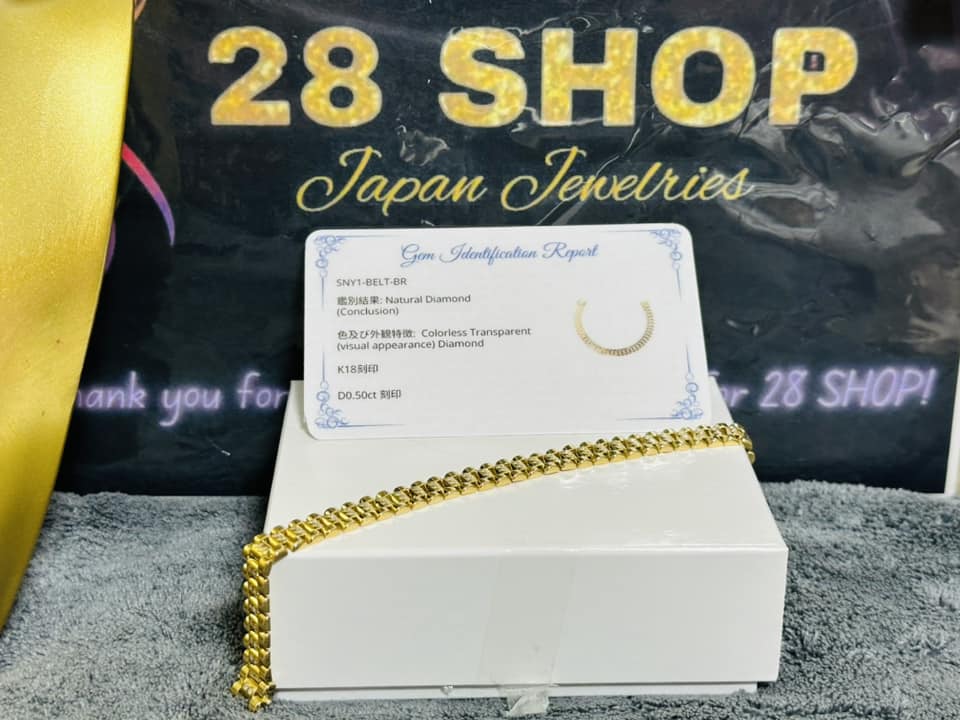 28 SHOP
Japan Jewelries
Gem Identification Report
SNY1-BELT-BR
鑑別結果: Natural Diamond
(Conclusion)
色及び外観特徴: Colorless Transparent
(visual appearance) Diamond
K18刻印
D0.50ct 刻印
you for 28 SHOP!